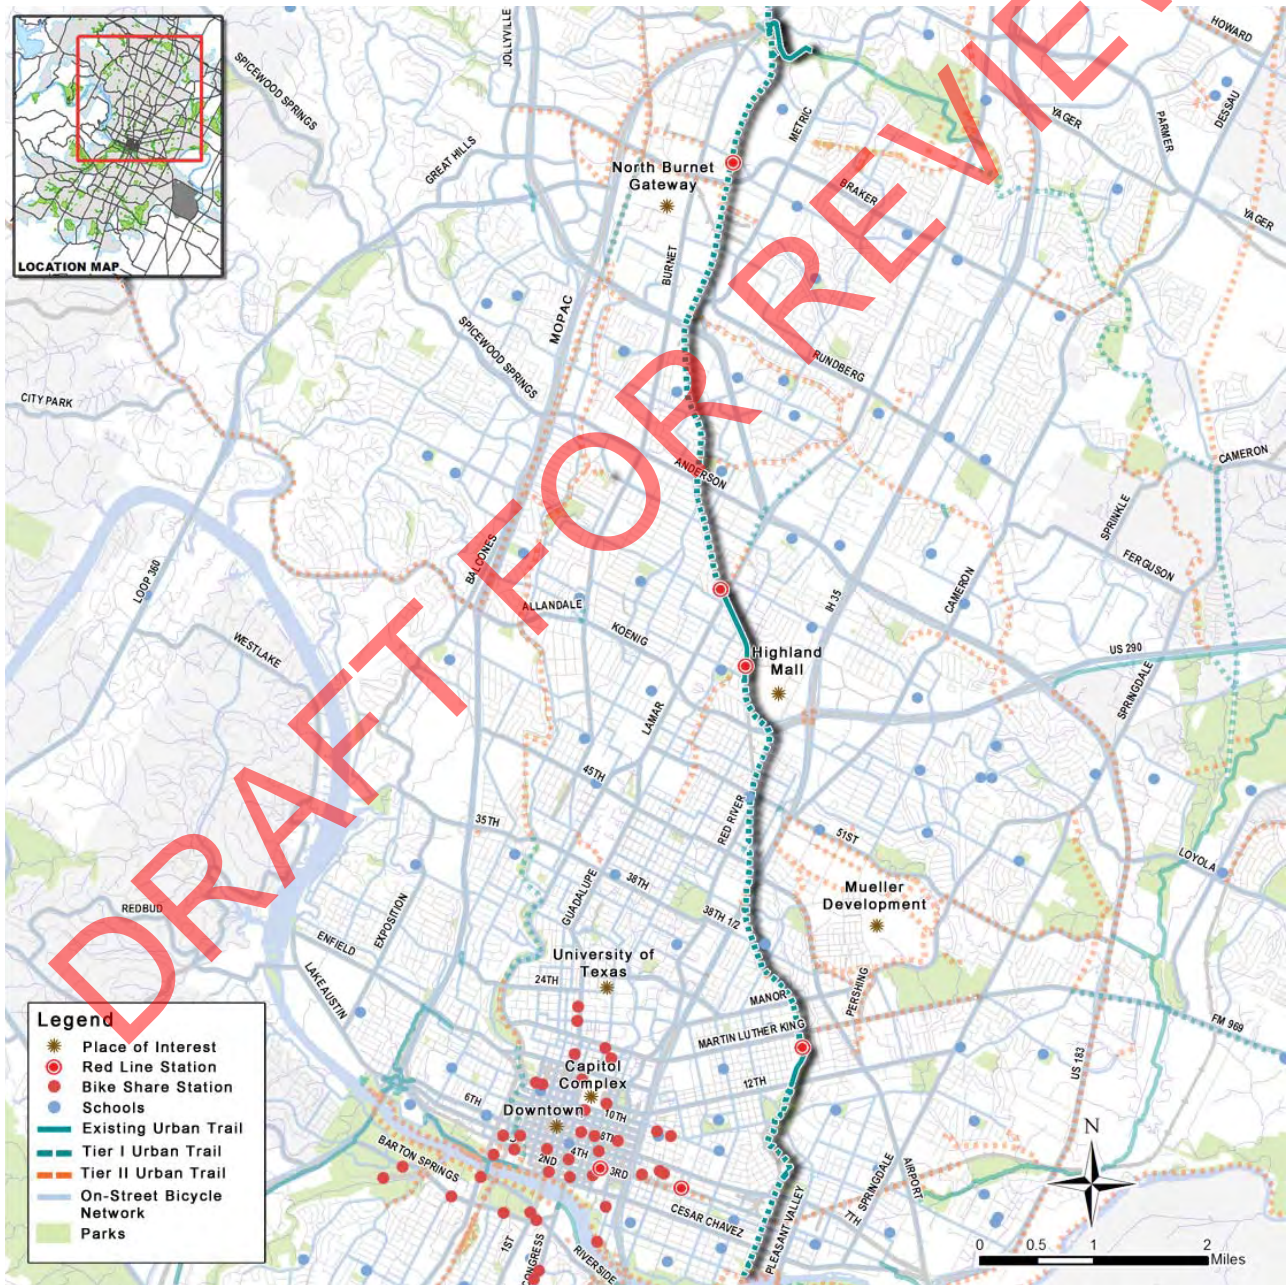 HOWARD
JOLLYVILLE
SPICEWOOD SPRINGS
DESSAU
METRIC
YAGER
PARMER
GREAT HILLS
North Burnet
Gateway
BRAKER
YAGER
LOCATION MAP
BURNET
MOPAC
SPICEWOOD SPRINGS
RUNDBERG
CITY PARK
ANDERSON
CAMERON
SPRINKLE
FERGUSON
BALCONES
LOOP 360
ALLANDALE
IH 35
CAMERON
KOENIG
WESTLAKE
Highland
Mall
US 290
SPRINGDALE
LAMAR
45TH
35TH
RED RIVER
51ST
LOYOLA
38TH
GUADALUPE
Mueller
Development
REDBUD
EXPOSITION
38TH 1/2
ENFIELD
University of
Texas
24TH
LAKE AUSTIN
MANOR
PERSHING
MARTIN LUTHER KING
FM 969
US 183
Capitol
Complex
12TH
6TH
Downtown
10TH
8TH
4TH
2ND
3RD
BARTON SPRINGS
CESAR CHAVEZ
SPRINGDALE
AIRPORT
7TH
PLEASANT VALLEY
1ST
CONGRESS
RIVERSIDE
Legend
Place of Interest
Red Line Station
Bike Share Station
Schools
Existing Urban Trail
Tier I Urban Trail
Tier II Urban Trail
On-Street Bicycle
Network
Parks
N
0 0.5 1 2
Miles
DRAFT FOR REVIEW